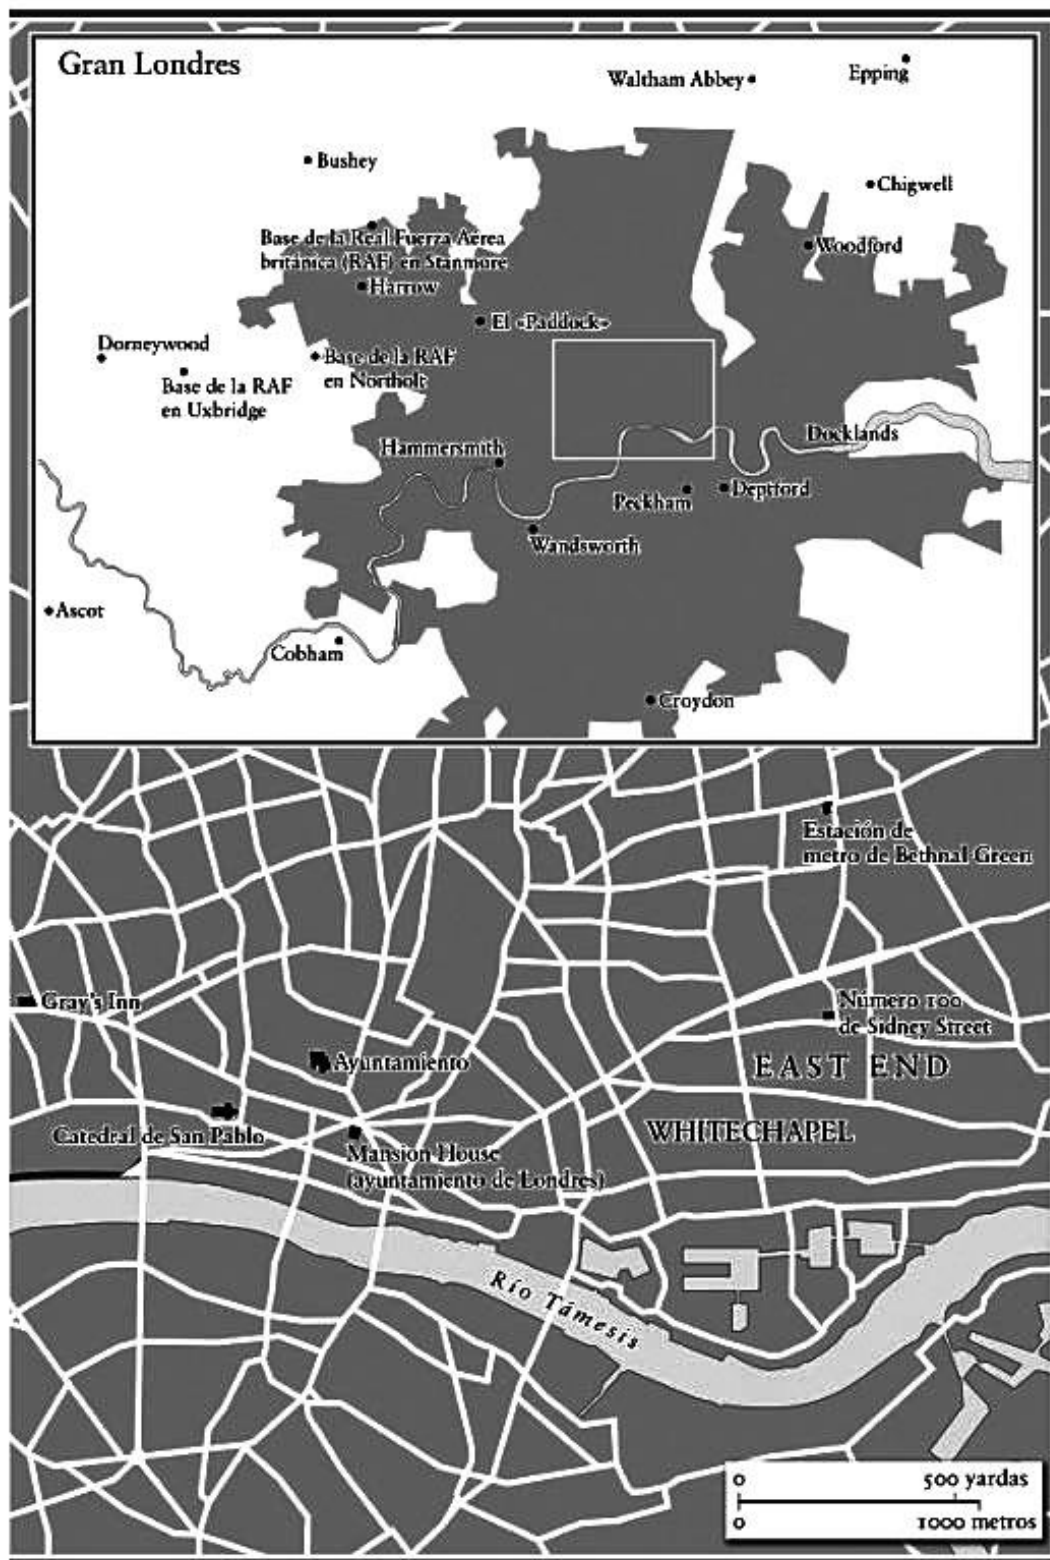 Gran Londres
Waltham Abbey
Epping
Bushey
Chigwell
Base de la Real Fuerza Aérea
británica (RAF) en Stanmore
Woodford
Harrow
El «Paddock»
Dorneywood
Base de la RAF
en Uxbridge
Base de la RAF
en Northolt
Hammersmith
Docklands
Peckham
Deptford
Wandsworth
Ascot
Cobham
Croydon
Estación de
metro de Bethnal Green
Gray's Inn
Número 100
de Sidney Street
Ayuntamiento
EAST END
Catedral de San Pablo
WHITECHAPEL
Mansion House
(ayuntamiento de Londres)
Río Támesis
0 500 yardas
0 1000 metros